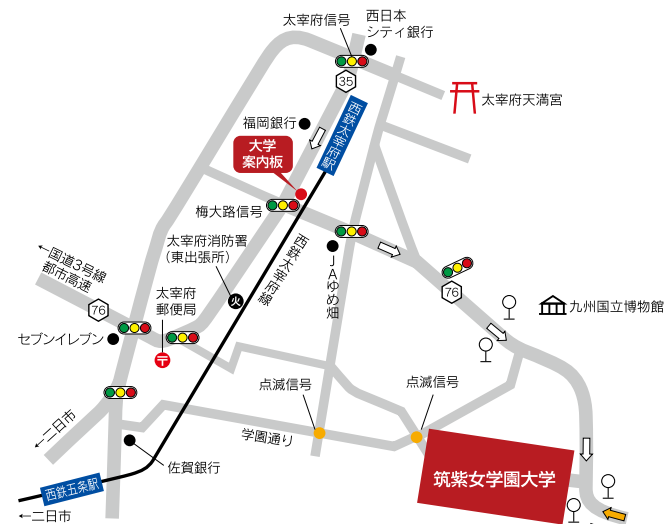 太宰府信号
西日本
シティ銀行
35
太宰府天満宮
福岡銀行
西鉄太宰府駅
大学
案内板
梅大路信号
太宰府消防署
(東出張所)
西鉄太宰府線
JAゆめ畑
←国道3号線
都市高速
76
太宰府
郵便局
火
76
九州国立博物館
セブンイレブン
〒
点滅信号
点滅信号
←二日市
学園通り
佐賀銀行
筑紫女学園大学
西鉄五条駅
←二日市